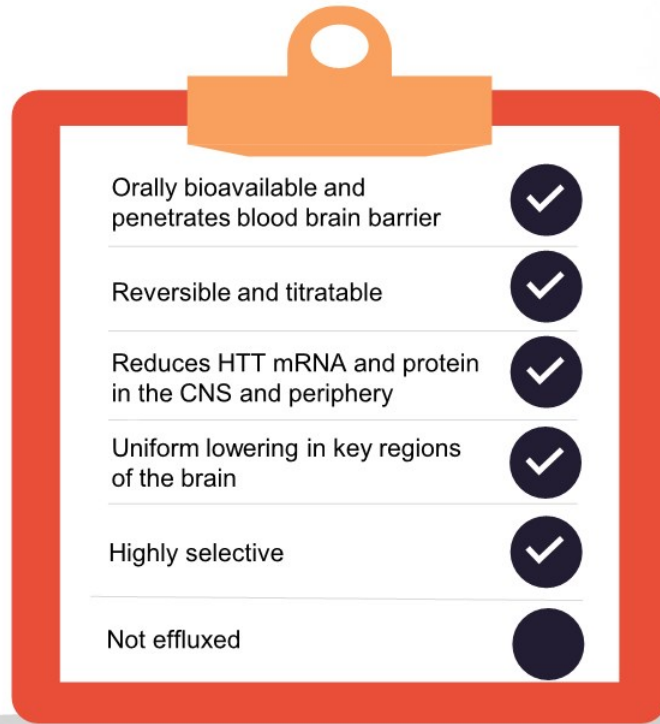 Orally bioavailable and
penetrates blood brain barrier
Reversible and titratable
Reduces HTT mRNA and protein
in the CNS and periphery
Uniform lowering in key regions
of the brain
Highly selective
Not effluxed